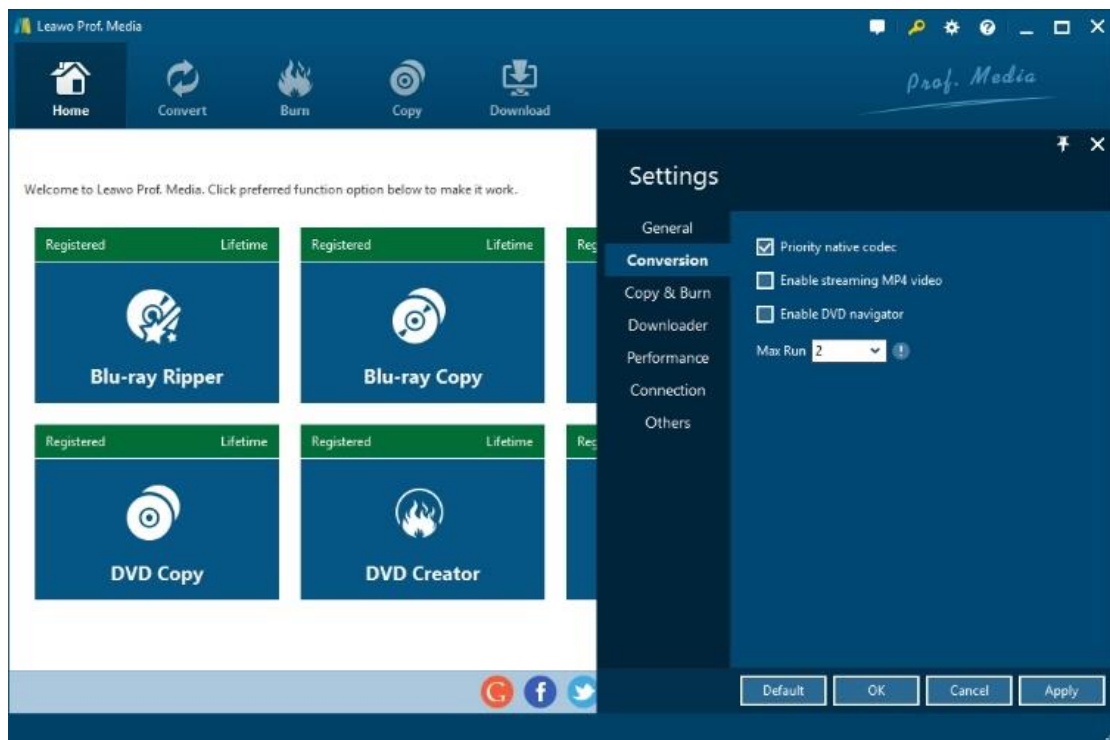 Leawo Prof. Media
Home Convert Burn Copy Download
Prof. Media
Welcome to Leawo Prof. Media. Click preferred function option below to make it work.
Registered Lifetime
Blu-ray Ripper
Registered Lifetime
Blu-ray Copy
Reg
Registered Lifetime
DVD Copy
Registered Lifetime
DVD Creator
Reg
Settings
General
Conversion
Copy & Burn
Downloader
Performance
Connection
Others
Priority native codec
Enable streaming MP4 video
Enable DVD navigator
Max Run 2
Default OK Cancel Apply